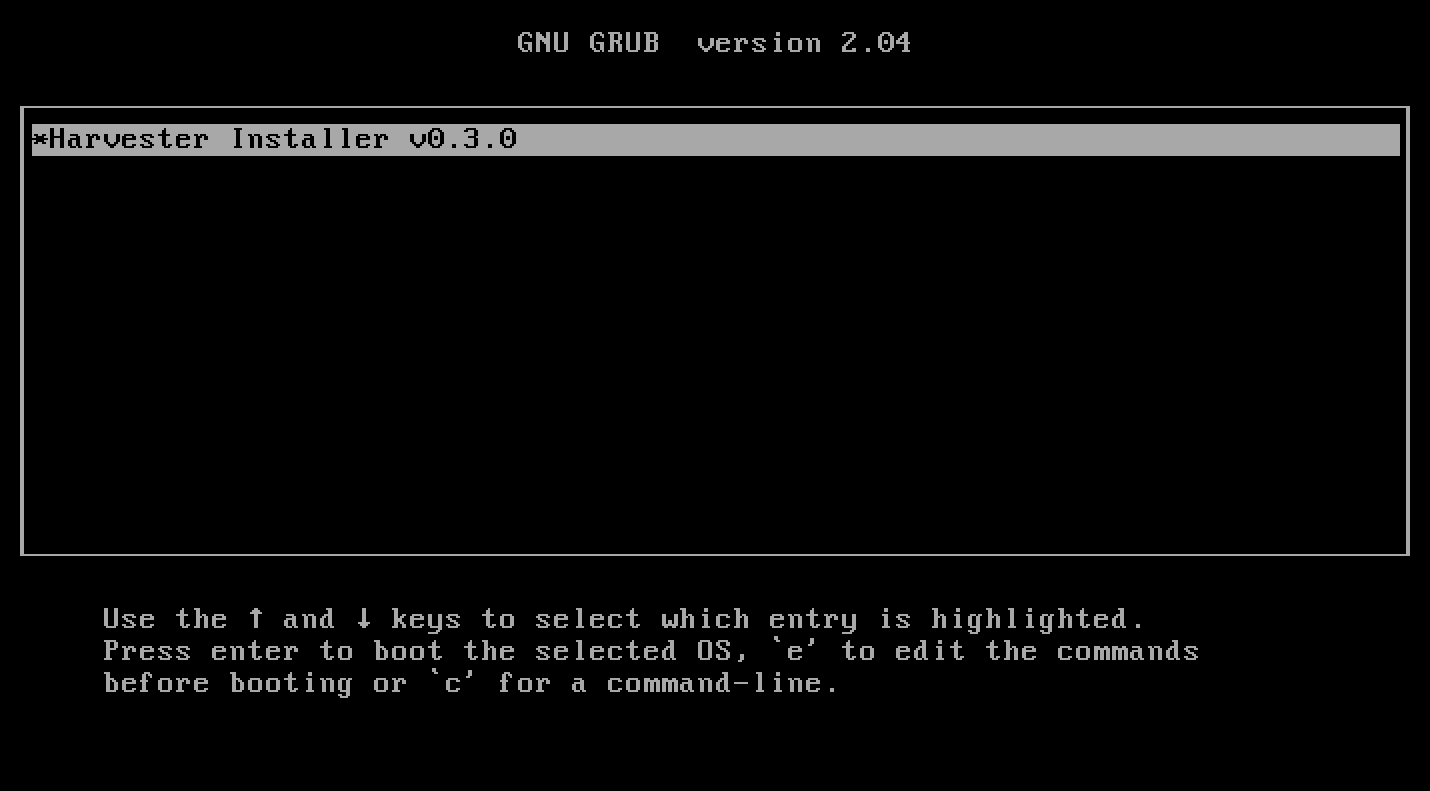 GNU GRUB  version 2.04
*Harvester Installer v0.3.0
Use the ↑ and ↓ keys to select which entry is highlighted.
Press enter to boot the selected OS, `e' to edit the commands
before booting or `c' for a command-line.